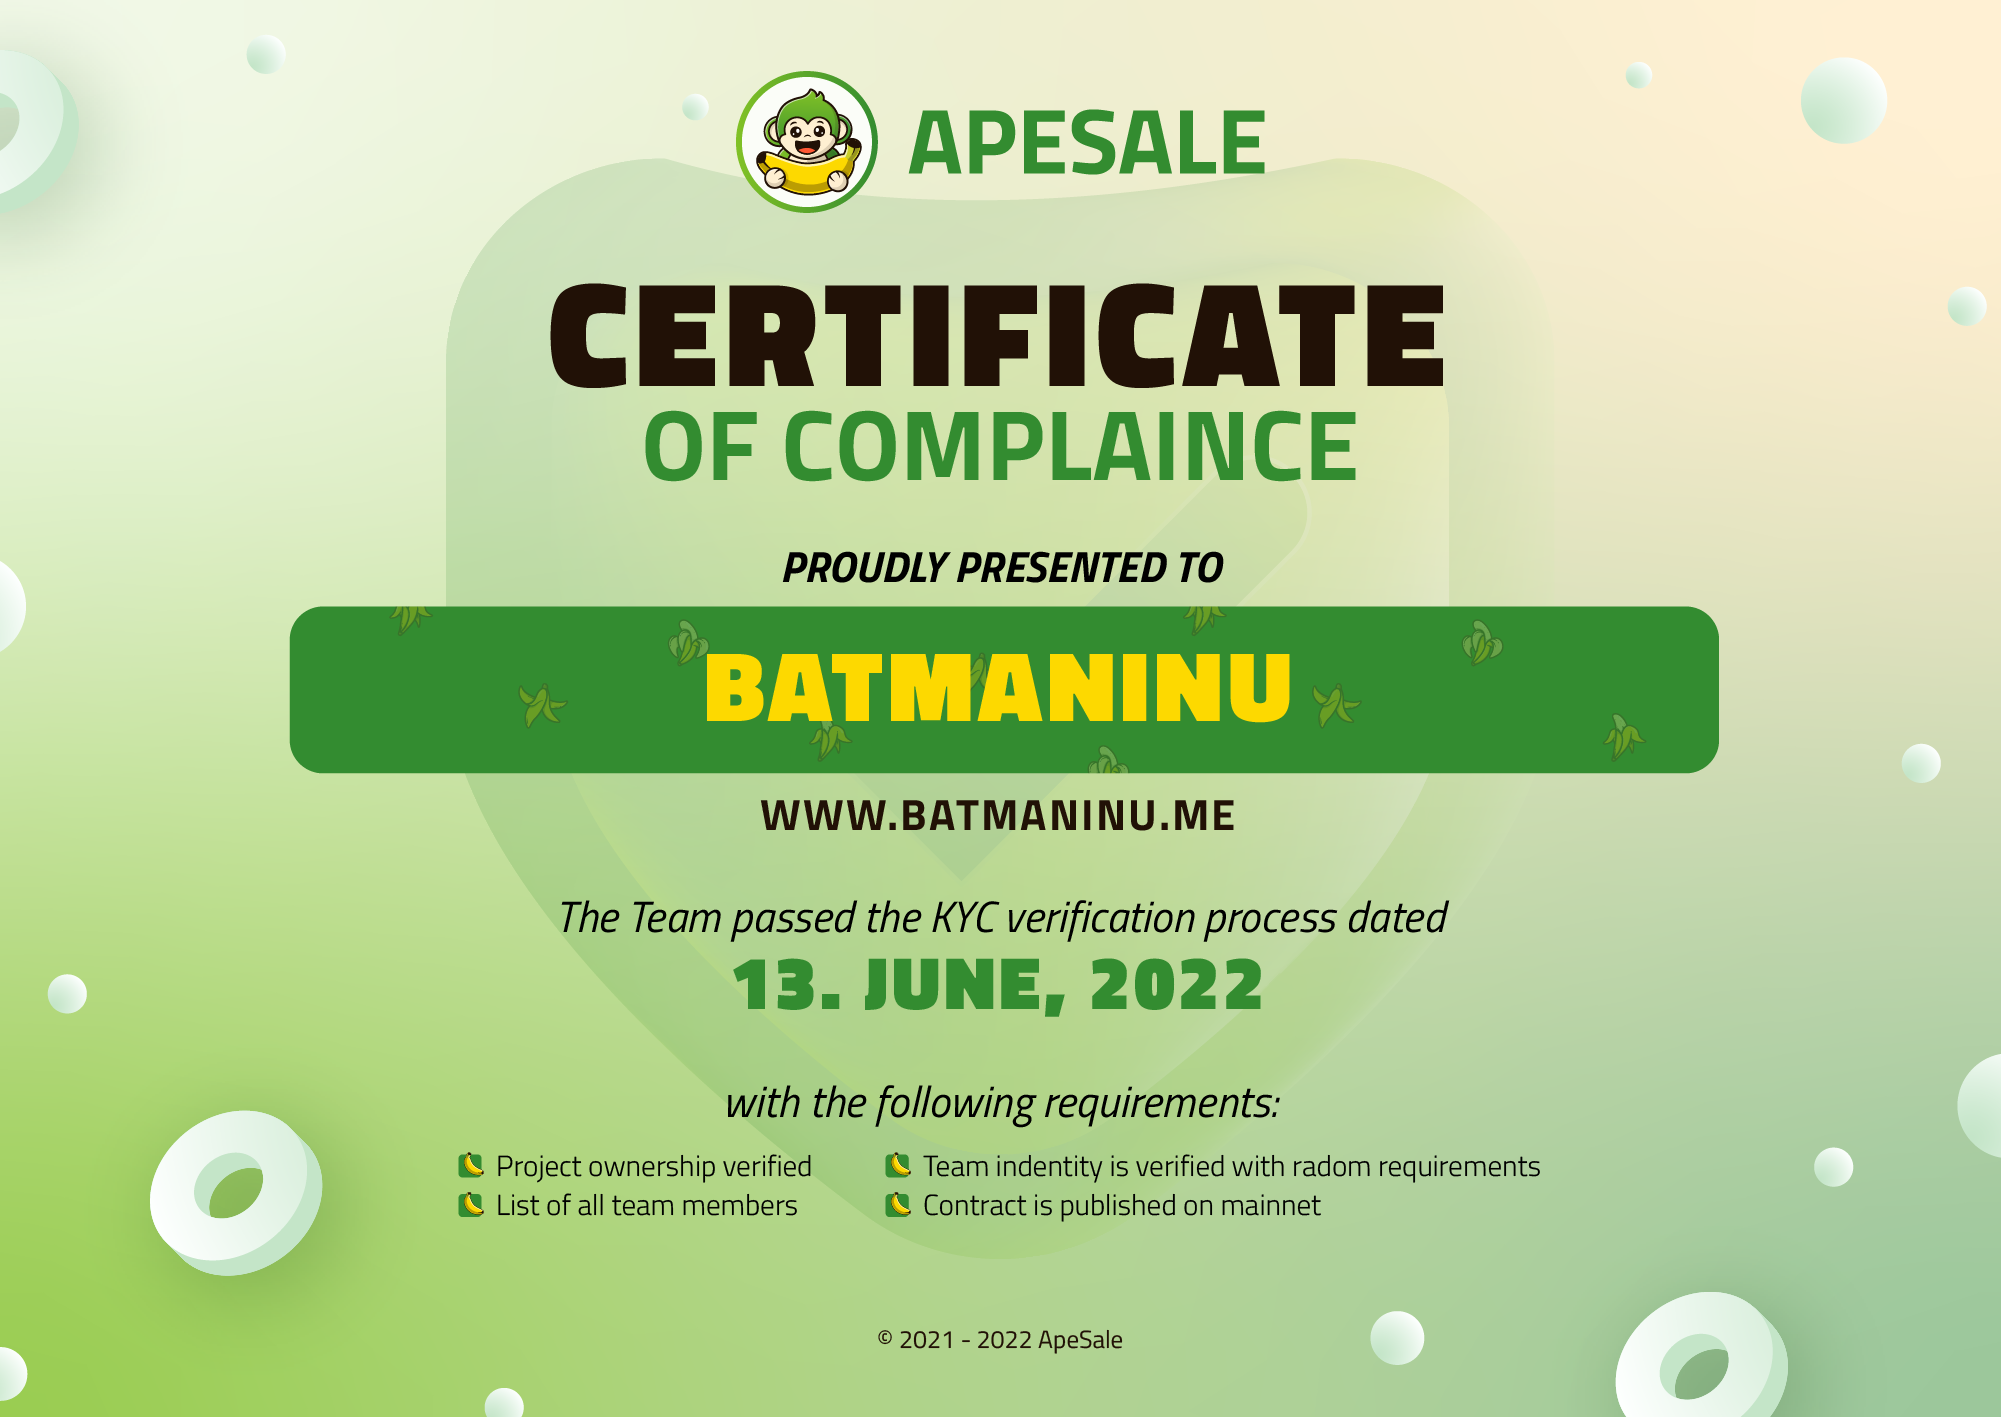 APESALE
CERTIFICATE
OF COMPLAINCE
PROUDLY PRESENTED TO
BATMANINU
WWW.BATMANINU.ME
The Team passed the KYC verification process dated
13. JUNE, 2022
with the following requirements:
Project ownership verified
List of all team members
Team indentity is verified with radom requirements
Contract is published on mainnet
© 2021 - 2022 ApeSale